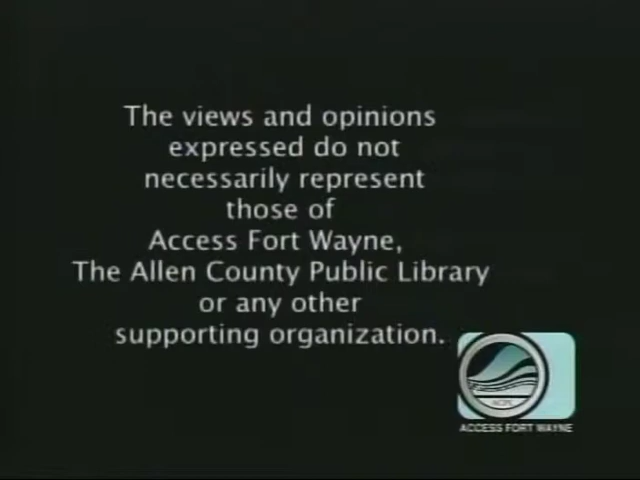 The views and opinions
expressed do not
necessarily represent
those of
Access Fort Wayne,
The Allen County Public Library
or any other
supporting organization.
ACPL
ACCESS FORT WAYNE